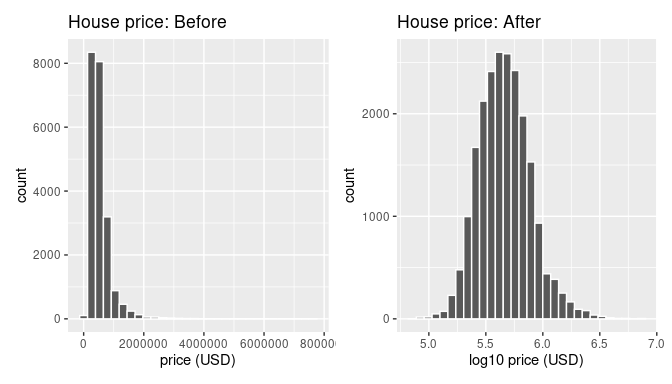 House price: Before
8000
6000
4000
2000
0
count
0 2000000 4000000 6000000 80000
price (USD)
House price: After
2000
1000
0
count
5.0 5.5 6.0 6.5 7.0
log10 price (USD)